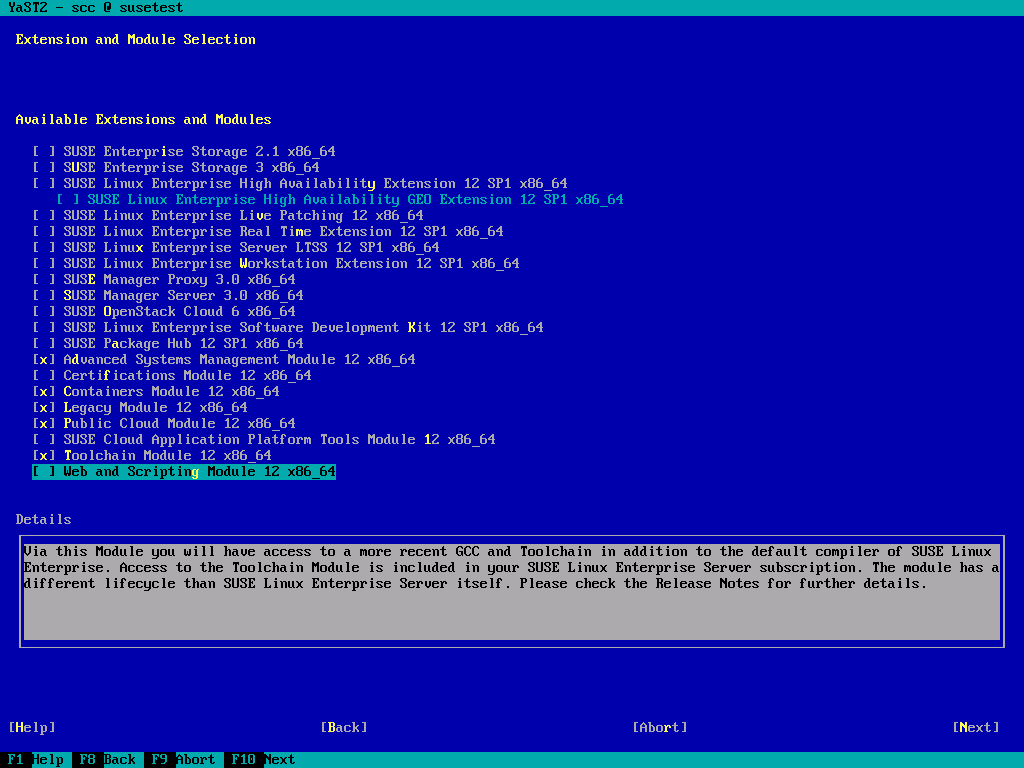 YaST2 - scc @ susetest
Extension and Module Selection
Available Extensions and Modules
[ ] SUSE Enterprise Storage 2.1 x86_64
[ ] SUSE Enterprise Storage 3 x86_64
[ ] SUSE Linux Enterprise High Availability Extension 12 SP1 x86_64
[ ] SUSE Linux Enterprise High Availability GEO Extension 12 SP1 x86_64
[ ] SUSE Linux Enterprise Live Patching 12 x86_64
[ ] SUSE Linux Enterprise Real Time Extension 12 SP1 x86_64
[ ] SUSE Linux Enterprise Server LTSS 12 SP1 x86_64
[ ] SUSE Linux Enterprise Workstation Extension 12 SP1 x86_64
[ ] SUSE Manager Proxy 3.0 x86_64
[ ] SUSE Manager Server 3.0 x86_64
[ ] SUSE OpenStack Cloud 6 x86_64
[ ] SUSE Linux Enterprise Software Development Kit 12 SP1 x86_64
[ ] SUSE Package Hub 12 SP1 x86_64
[x] Advanced Systems Management Module 12 x86_64
[ ] Certifications Module 12 x86_64
[x] Containers Module 12 x86_64
[x] Legacy Module 12 x86_64
[x] Public Cloud Module 12 x86_64
[ ] SUSE Cloud Application Platform Tools Module 12 x86_64
[x] Toolchain Module 12 x86_64
[ ] Web and Scripting Module 12 x86_64
Details
Via this Module you will have access to a more recent GCC and Toolchain in addition to the default compiler of SUSE Linux
Enterprise. Access to the Toolchain Module is included in your SUSE Linux Enterprise Server subscription. The module has a
different lifecycle than SUSE Linux Enterprise Server itself. Please check the Release Notes for further details.
[Help] [Back] [Abort] [Next]
F1 Help F8 Back F9 Abort F10 Next